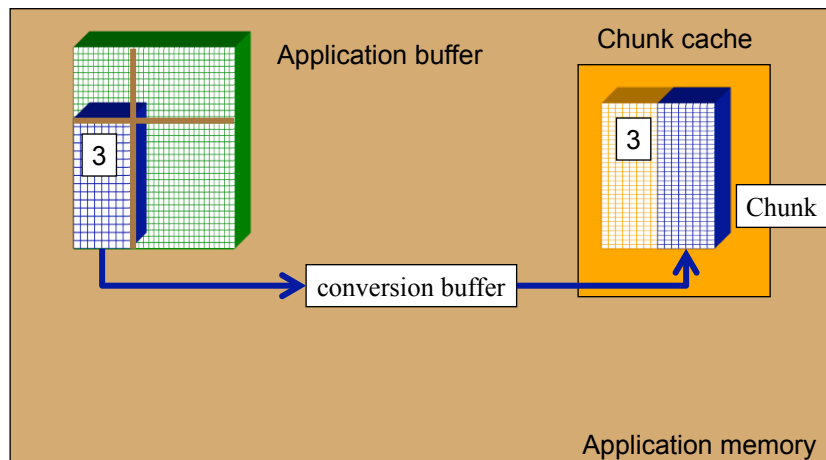 Application buffer
Chunk cache
3
3
Chunk
conversion buffer
Application memory